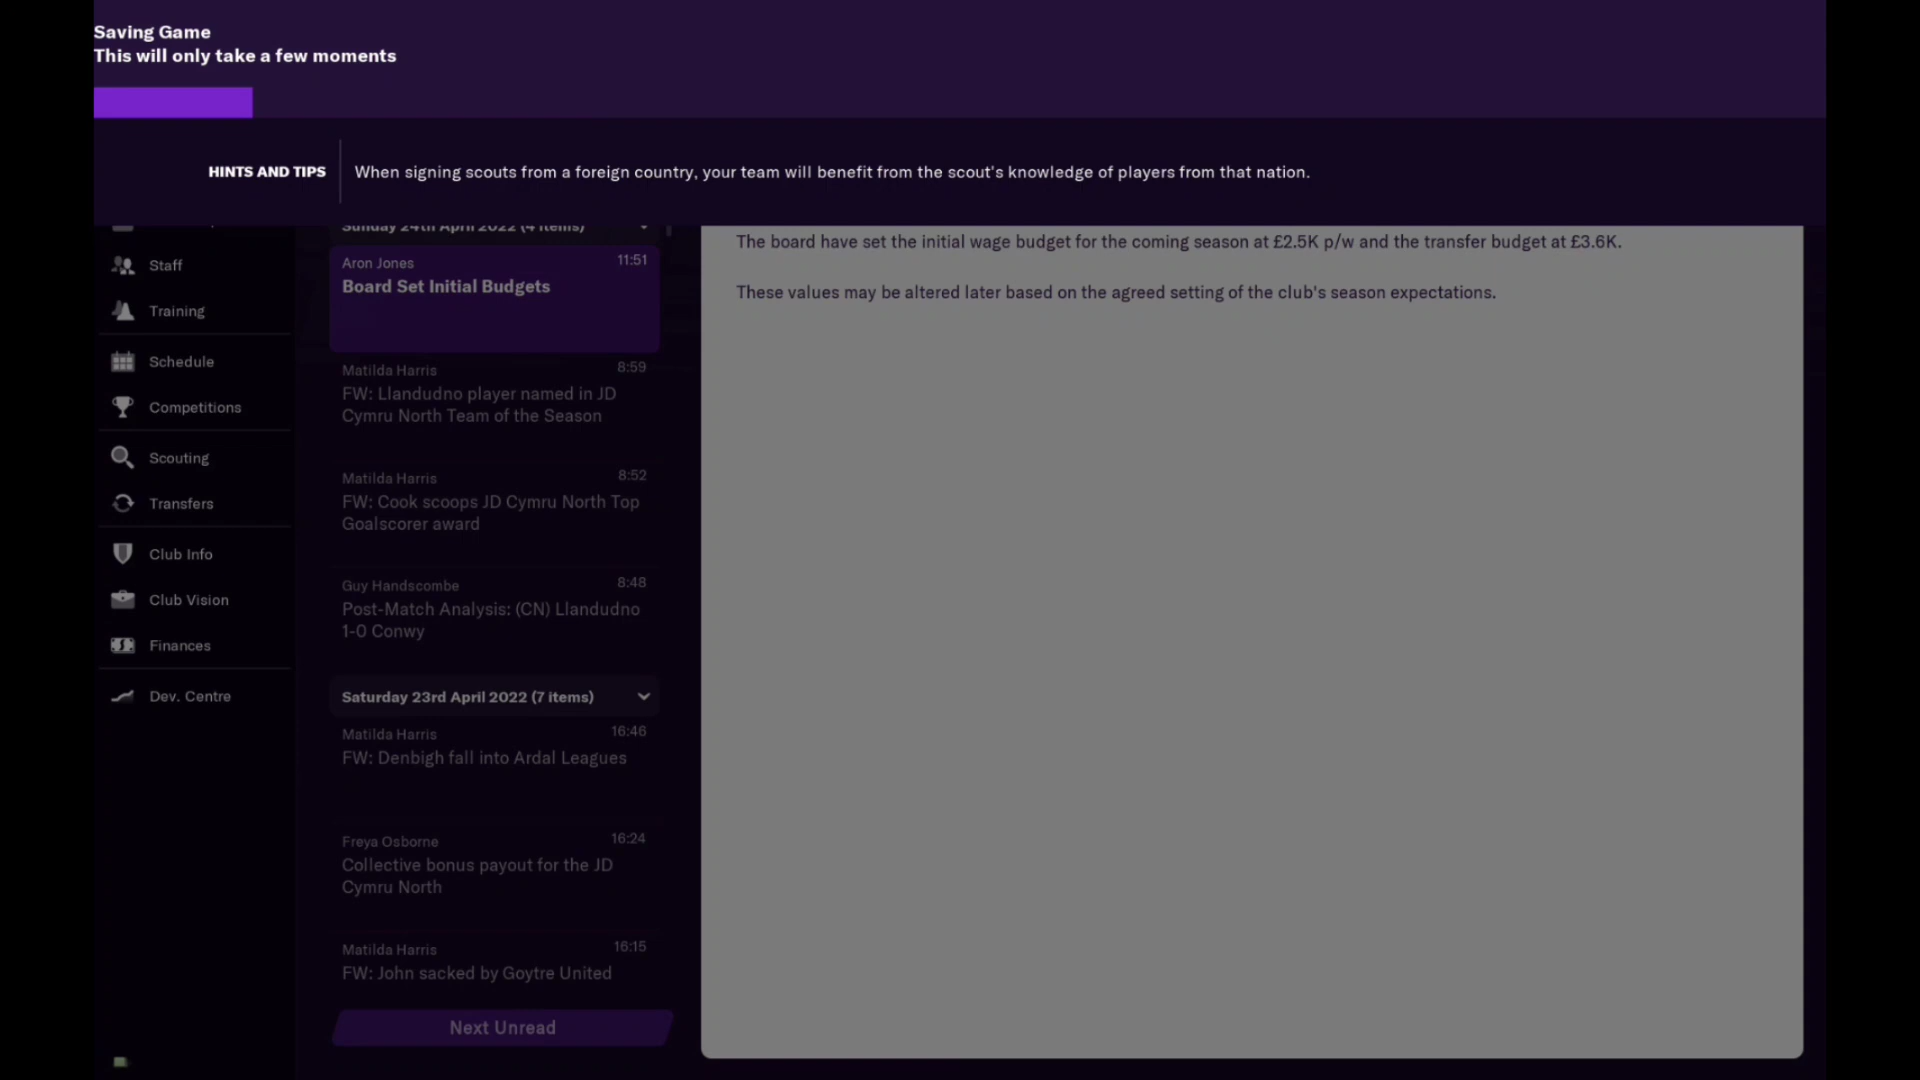 Saving Game
This will only take a few moments
HINTS AND TIPS
When signing scouts from a foreign country, your team will benefit from the scout's knowledge of players from that nation.
Staff
Training
Schedule
Competitions
Scouting
Transfers
Club Info
Club Vision
Finances
Dev. Centre
Sunday 24th April 2022 (4 items)
Aron Jones 11:51
Board Set Initial Budgets
Matilda Harris 8:59
FW: Llandudno player named in JD
Cymru North Team of the Season
Matilda Harris 8:52
FW: Cook scoops JD Cymru North Top
Goalscorer award
Guy Handscombe 8:48
Post-Match Analysis: (CN) Llandudno
1-0 Conwy
Saturday 23rd April 2022 (7 items)
Matilda Harris 16:46
FW: Denbigh fall into Ardal Leagues
Freya Osborne 16:24
Collective bonus payout for the JD
Cymru North
Matilda Harris 16:15
FW: John sacked by Goytre United
Next Unread
The board have set the initial wage budget for the coming season at £2.5K p/w and the transfer budget at £3.6K.
These values may be altered later based on the agreed setting of the club's season expectations.